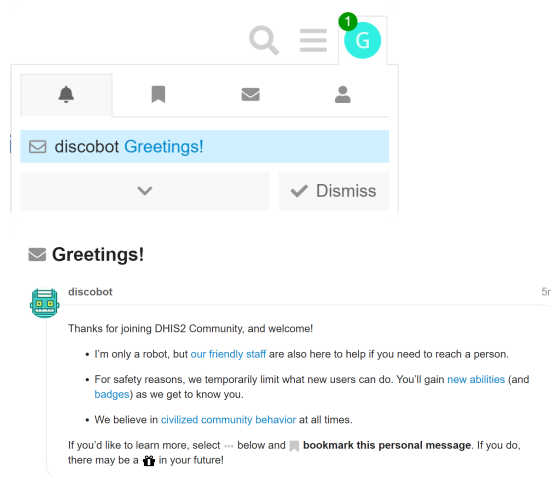 1
G
discobot Greetings!
Dismiss
Greetings!
discobot
Thanks for joining DHIS2 Community, and welcome!
• I'm only a robot, but our friendly staff are also here to help if you need to reach a person.
• For safety reasons, we temporarily limit what new users can do. You'll gain new abilities (and
badges) as we get to know you.
• We believe in civilized community behavior at all times.
If you'd like to learn more, select ••• below and bookmark this personal message. If you do,
there may be a 🎁 in your future!